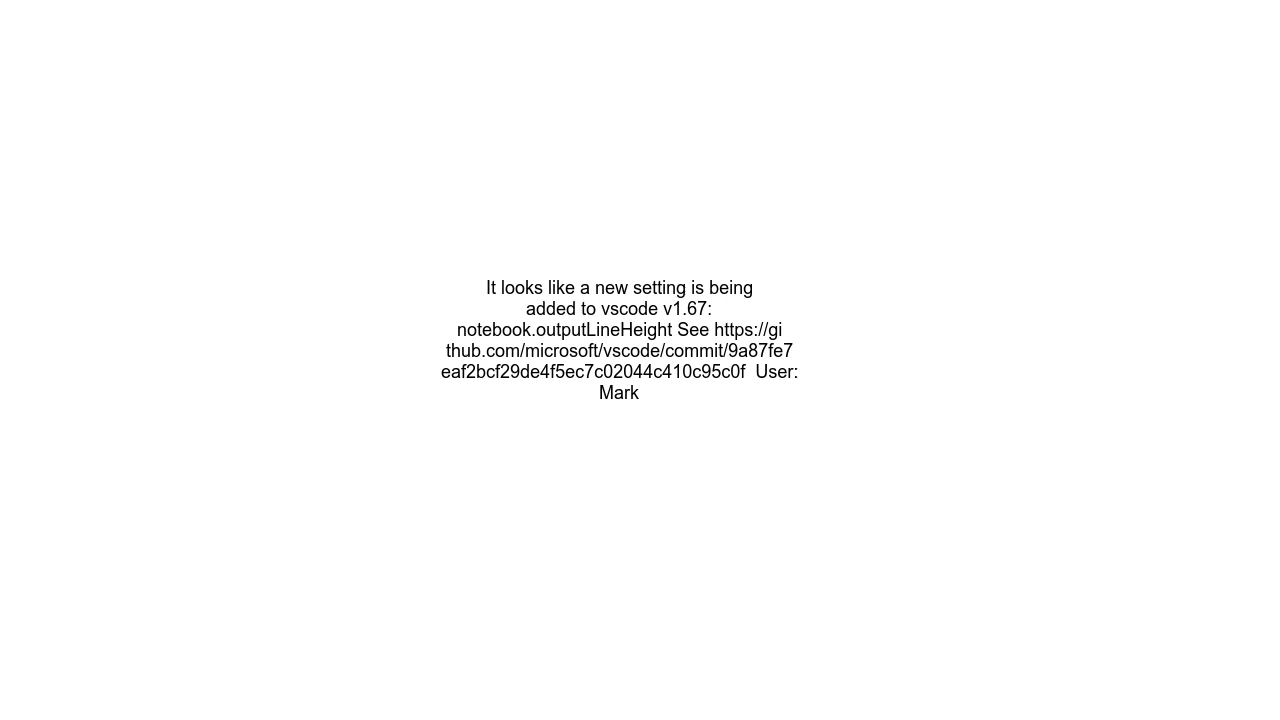 It looks like a new setting is being
added to vscode v1.67:
notebook.outputLineHeight See https://gi
thub.com/microsoft/vscode/commit/9a87fe7
eaf2bcf29de4f5ec7c02044c410c95c0f  User:
Mark